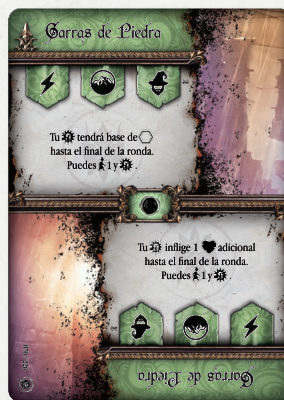 Garras de Piedra
Tu tendrá base de
hasta el final de la ronda.
Puedes 1 y .
Tu inflige 1 adicional
hasta el final de la ronda.
Puedes 1 y .
Garras de Piedra